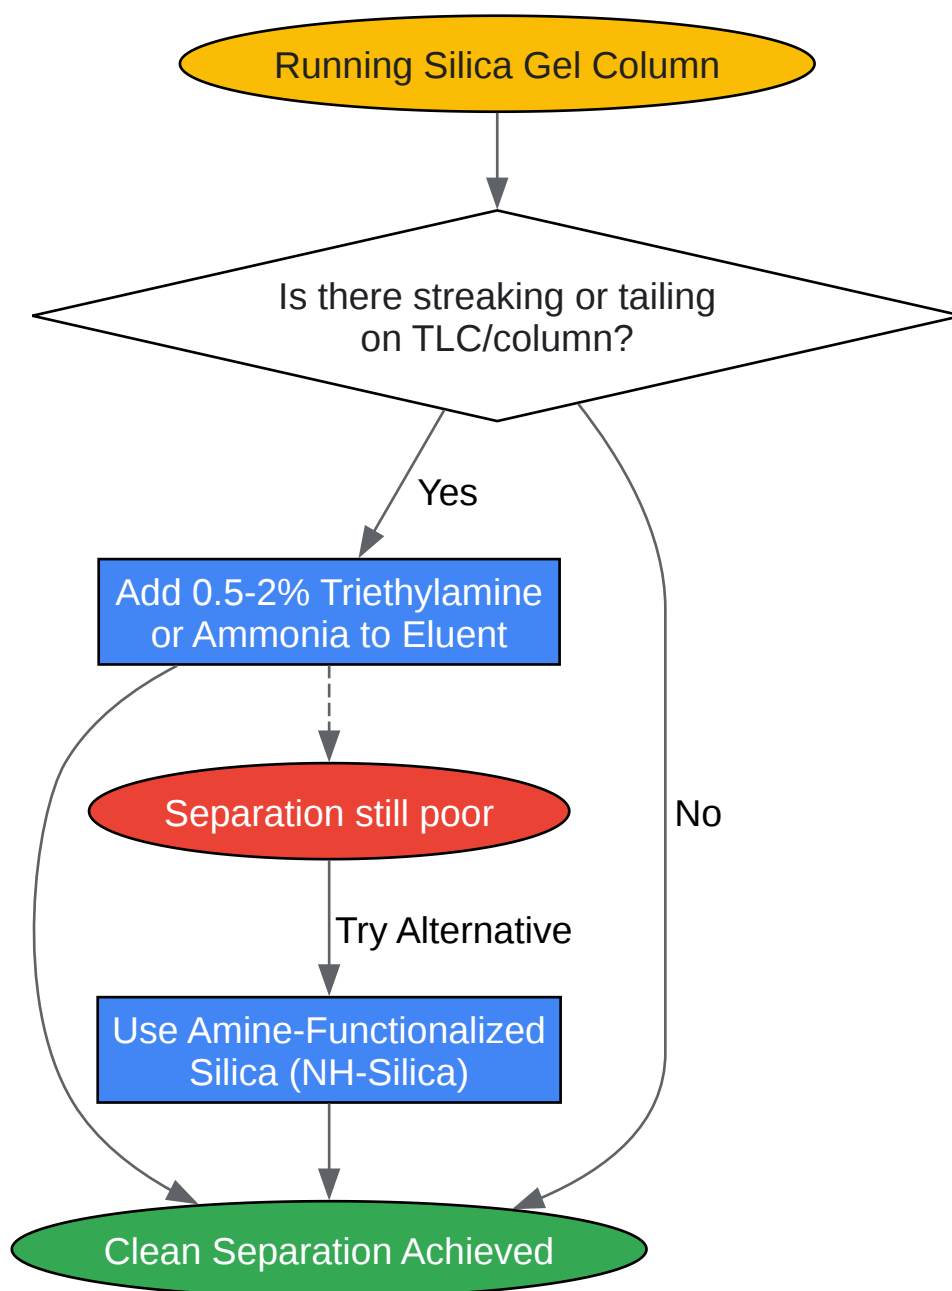 Running Silica Gel Column
Is there streaking or tailing
on TLC/column?
Yes
Add 0.5-2% Triethylamine
or Ammonia to Eluent
Separation still poor
No
Try Alternative
Use Amine-Functionalized
Silica (NH-Silica)
Clean Separation Achieved